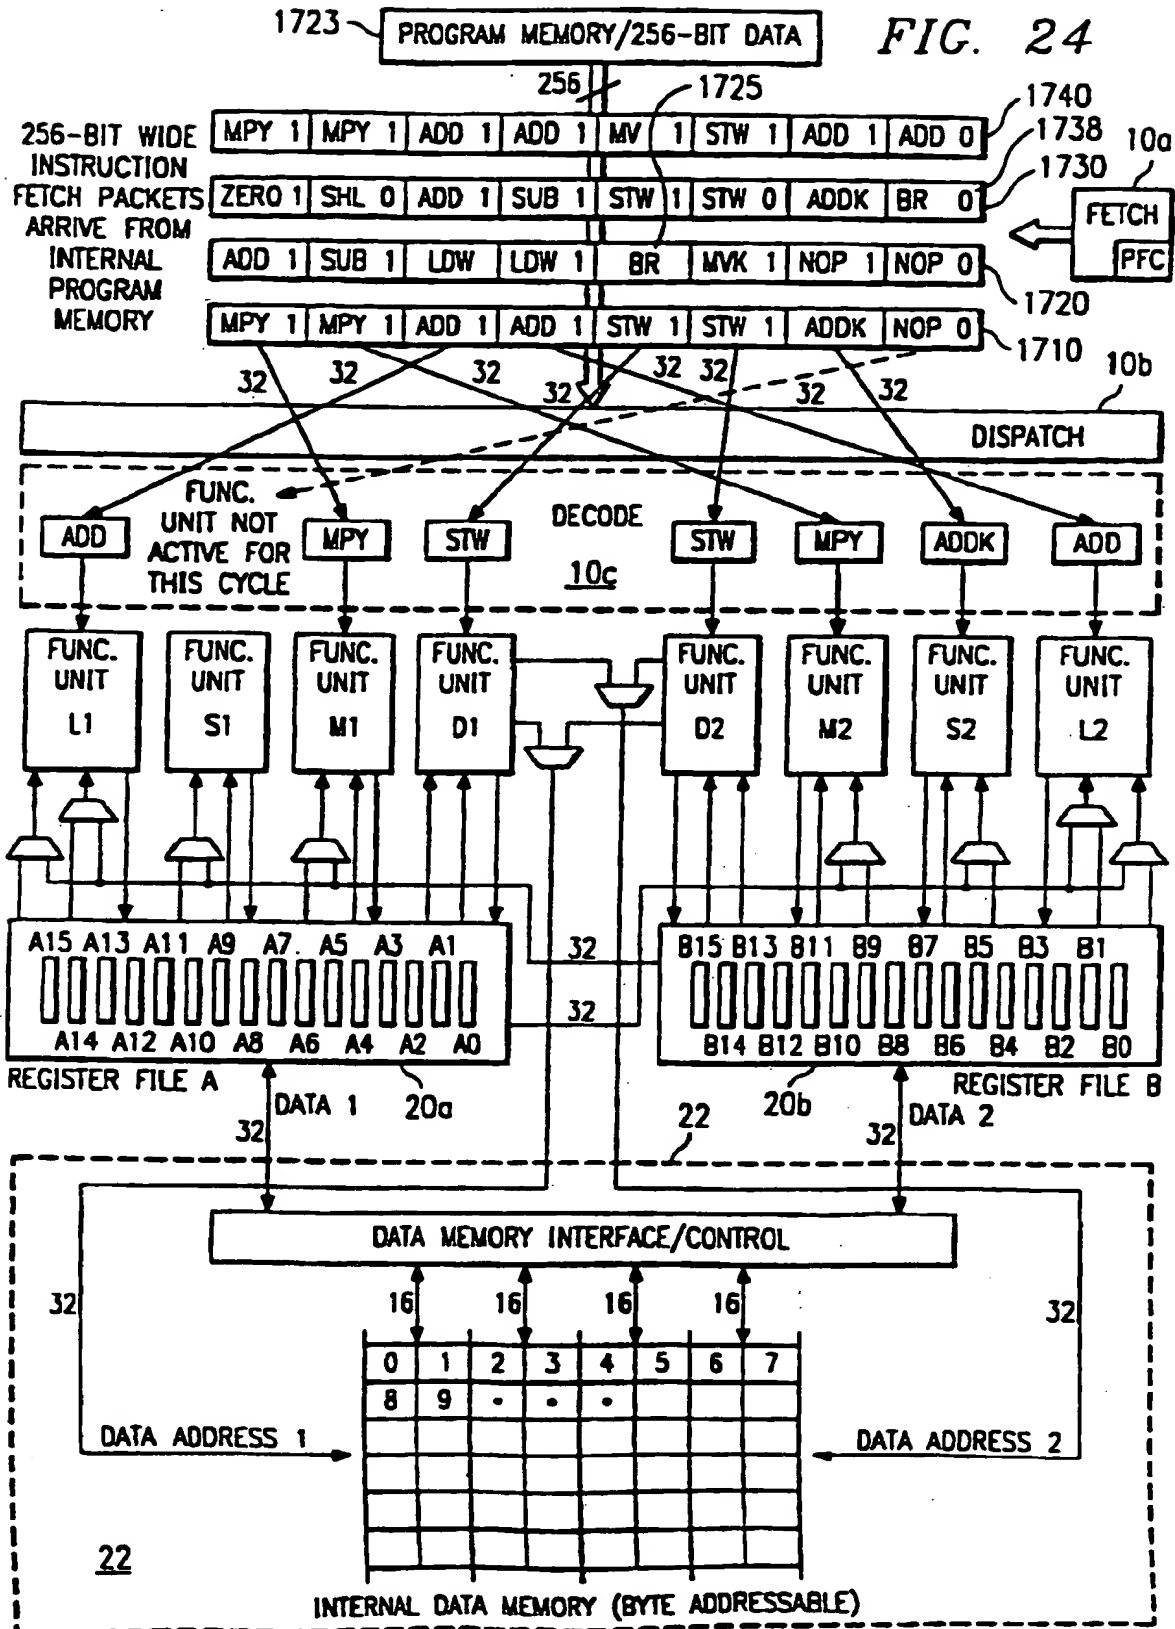 1723
PROGRAM MEMORY/256-BIT DATA
FIG. 24
256
1725
256-BIT WIDE
INSTRUCTION
FETCH PACKETS
ARRIVE FROM
INTERNAL
PROGRAM
MEMORY
MPY 1 MPY 1 ADD 1 ADD 1 MV 1 STW 1 ADD 1 ADD 0
1740
1738
1730
ZERO 1 SHL 0 ADD 1 SUB 1 STW 1 STW 0 ADDK BR 0
10a
FETCH
PFC
ADD 1 SUB 1 LDW LDW 1 BR MVK 1 NOP 1 NOP 0
1720
MPY 1 MPY 1 ADD 1 ADD 1 STW 1 STW 1 ADDK NOP 0
1710
32 32 32 32 32 32 32 32
10b
DISPATCH
FUNC.
UNIT NOT
ACTIVE FOR
THIS CYCLE
DECODE
10c
ADD MPY STW STW MPY ADDK ADD
FUNC. UNIT L1
FUNC. UNIT S1
FUNC. UNIT M1
FUNC. UNIT D1
FUNC. UNIT D2
FUNC. UNIT M2
FUNC. UNIT S2
FUNC. UNIT L2
A15 A13 A11 A9 A7. A5 A3 A1
A14 A12 A10 A8 A6 A4 A2 A0
32
32
B15 B13 B11 B9 B7 B5 B3 B1
B14 B12 B10 B8 B6 B4 B2 B0
REGISTER FILE A
20a
20b
REGISTER FILE B
DATA 1
32
22
DATA 2
32
DATA MEMORY INTERFACE/CONTROL
32
16 16 16 16
32
0 1 2 3 4 5 6 7
8 9 • • •
DATA ADDRESS 1
DATA ADDRESS 2
22
INTERNAL DATA MEMORY (BYTE ADDRESSABLE)